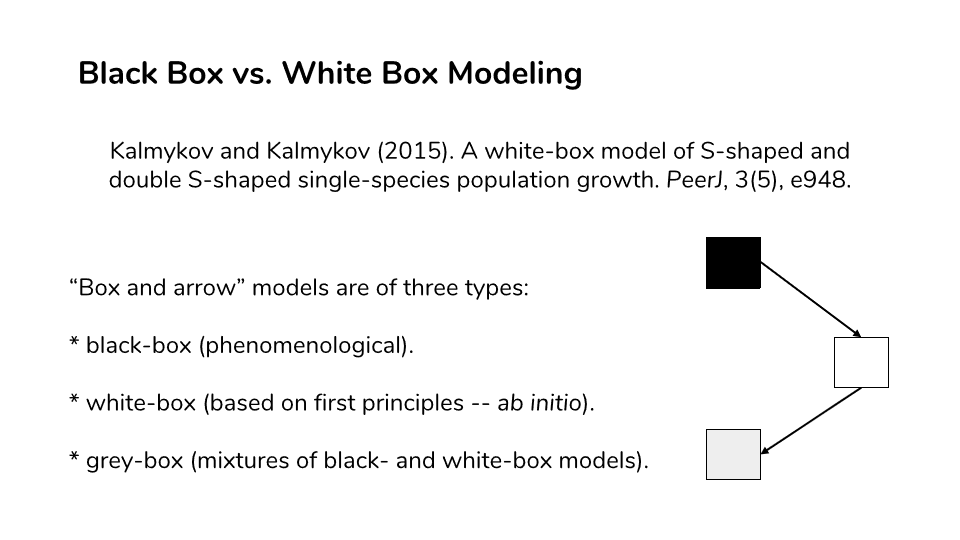 Black Box vs. White Box Modeling
Kalmykov and Kalmykov (2015). A white-box model of S-shaped and
double S-shaped single-species population growth. PeerJ, 3(5), e948.
“Box and arrow” models are of three types:
* black-box (phenomenological).
* white-box (based on first principles -- ab initio).
* grey-box (mixtures of black- and white-box models).